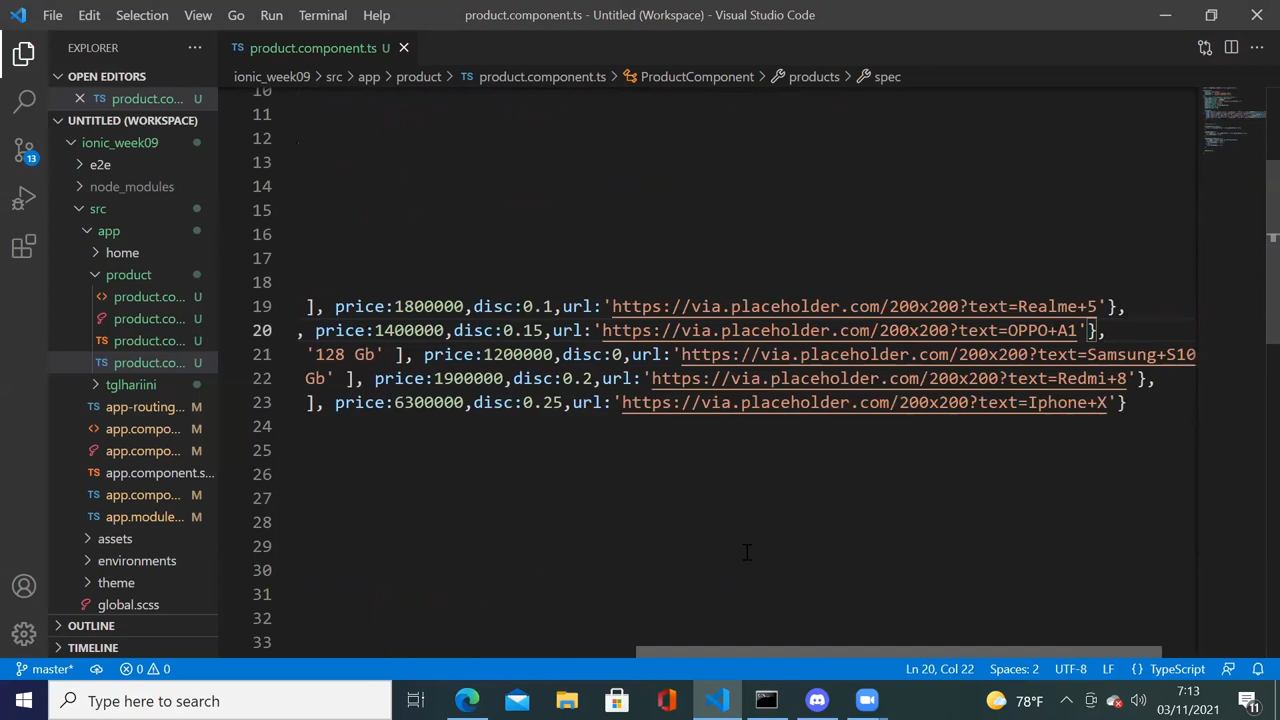 File Edit Selection View Go Run Terminal Help
product.component.ts - Untitled (Workspace) - Visual Studio Code
EXPLORER
TS product.component.ts U
OPEN EDITORS
TS product.co... U
ionic_week09 > src > app > product > TS product.component.ts > ProductComponent > products > spec
UNTITLED (WORKSPACE)
ionic_week09
e2e
node_modules
src
app
home
product
product.co... U
product.co... U
TS product.co... U
TS product.co... U
tglhariini
app-routing... M
app.compo... M
app.compo... M
TS app.component.s...
TS app.compo... M
TS app.module... M
assets
environments
theme
global.scss
OUTLINE
TIMELINE
13
10
11
12
13
14
15
16
17
18
19 ], price:1800000,disc:0.1,url:'https://via.placeholder.com/200x200?text=Realme+5'},
20 , price:1400000,disc:0.15,url:'https://via.placeholder.com/200x200?text=OPPO+A1'},
21 '128 Gb' ], price:1200000,disc:0,url:'https://via.placeholder.com/200x200?text=Samsung+S10
22 Gb' ], price:1900000,disc:0.2,url:'https://via.placeholder.com/200x200?text=Redmi+8'},
23 ], price:6300000,disc:0.25,url:'https://via.placeholder.com/200x200?text=Iphone+X'}
24
25
26
27
28
29
30
31
32
33
master* 0 0 Ln 20, Col 22 Spaces: 2 UTF-8 LF {} TypeScript
Type here to search
78°F
7:13
03/11/2021
11